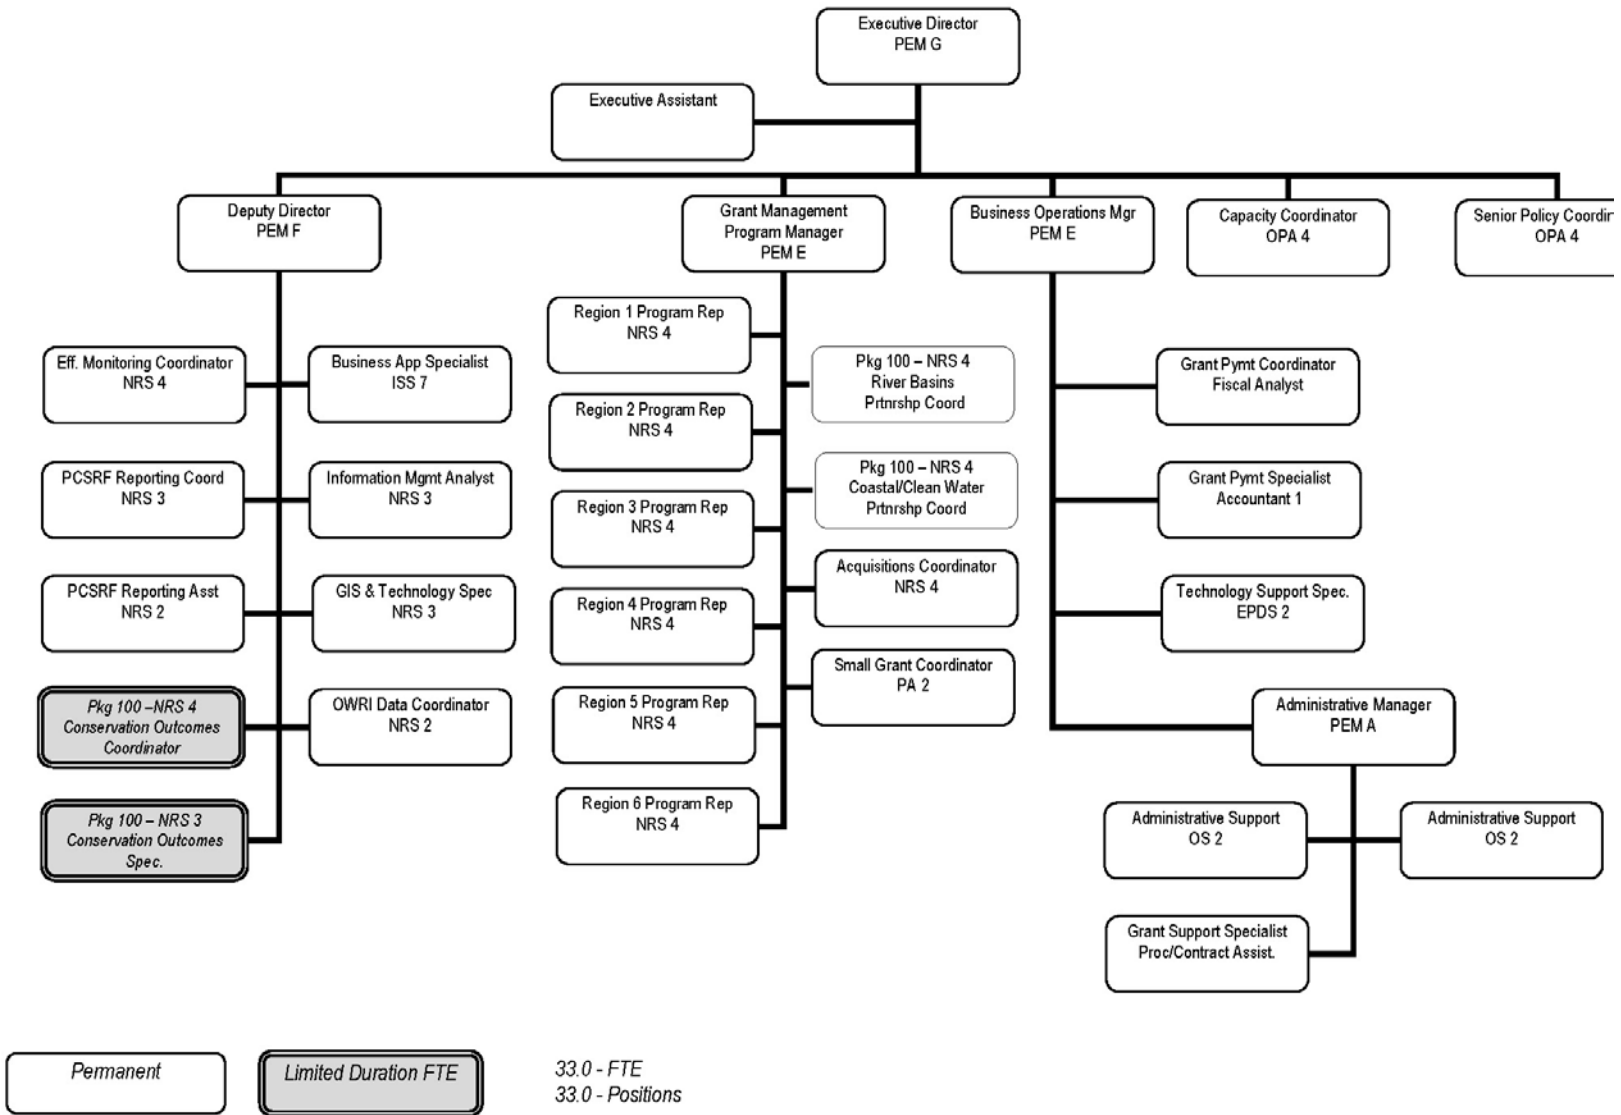 Executive Director
PEM G
Executive Assistant
Deputy Director
PEM F
Grant Management
Program Manager
PEM E
Business Operations Mgr
PEM E
Capacity Coordinator
OPA 4
Senior Policy
OPA 4
Eff. Monitoring Coordinator
NRS 4
Business App Specialist
ISS 7
PCSRF Reporting Coord
NRS 3
Information Mgmt Analyst
NRS 3
PCSRF Reporting Asst
NRS 2
GIS & Technology Spec
NRS 3
Pkg 100 –NRS 4
Conservation Outcomes
Coordinator
OWRI Data Coordinator
NRS 2
Pkg 100 – NRS 3
Conservation Outcomes
Spec.
Region 1 Program Rep
NRS 4
Pkg 100 – NRS 4
River Basins
Prtnrshp Coord
Region 2 Program Rep
NRS 4
Pkg 100 – NRS 4
Coastal/Clean Water
Prtnrshp Coord
Region 3 Program Rep
NRS 4
Acquisitions Coordinator
NRS 4
Region 4 Program Rep
NRS 4
Small Grant Coordinator
PA 2
Region 5 Program Rep
NRS 4
Region 6 Program Rep
NRS 4
Grant Pymt Coordinator
Fiscal Analyst
Grant Pymt Specialist
Accountant 1
Technology Support Spec.
EPDS 2
Administrative Manager
PEM A
Administrative Support
OS 2
Administrative Support
OS 2
Grant Support Specialist
Proc/Contract Assist.
Permanent
Limited Duration FTE
33.0 - FTE
33.0 - Positions